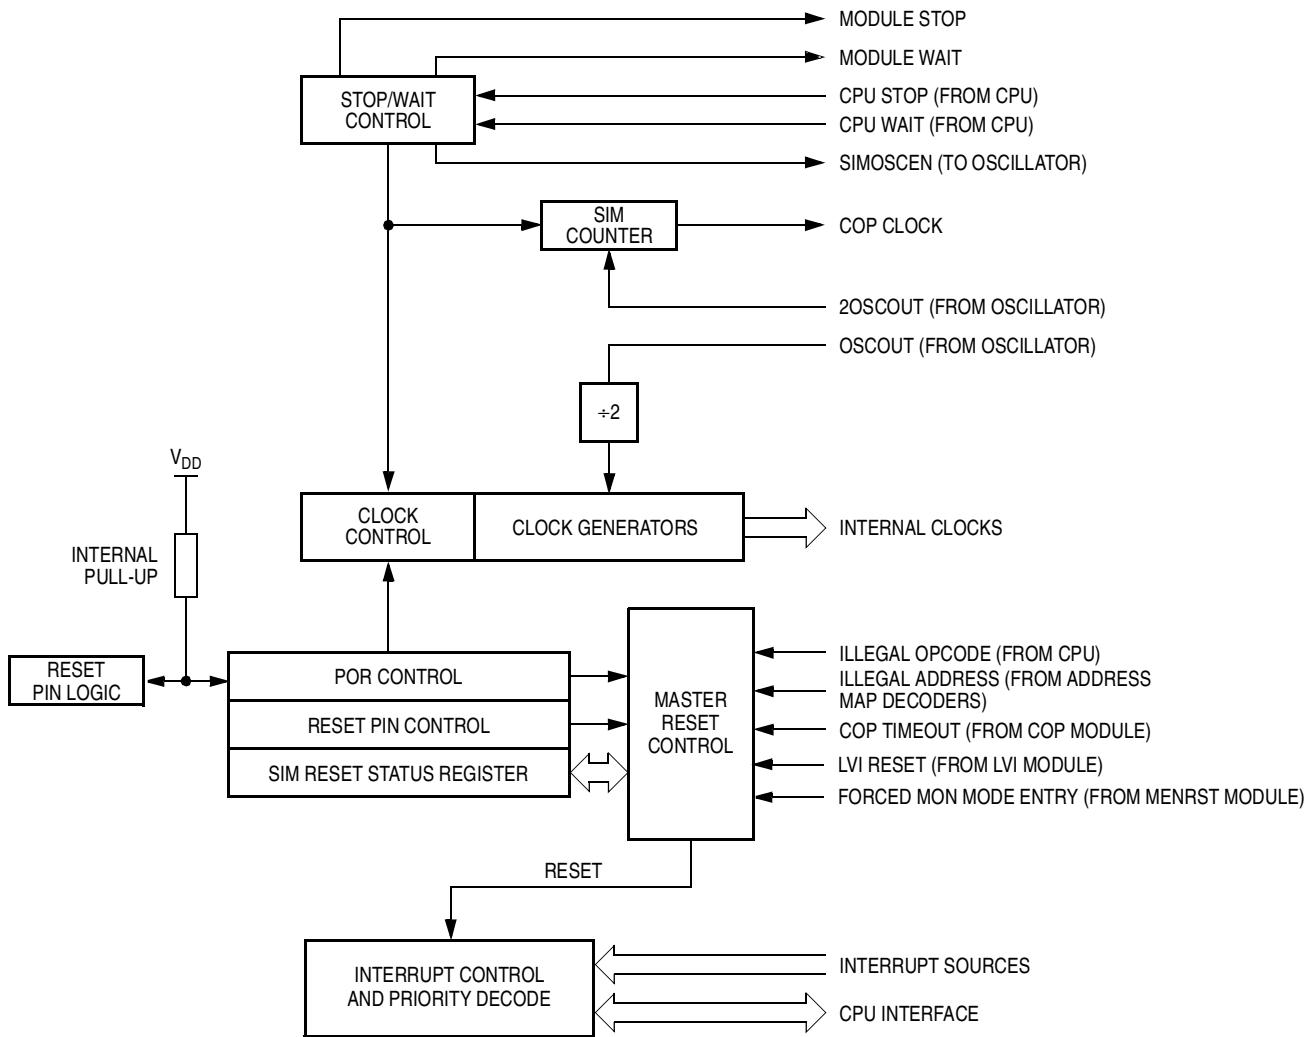 MODULE STOP
MODULE WAIT
STOP/WAIT
CONTROL
CPU STOP (FROM CPU)
CPU WAIT (FROM CPU)
SIMOSCEN (TO OSCILLATOR)
SIM
COUNTER
COP CLOCK
2OSCOUT (FROM OSCILLATOR)
OSCOUT (FROM OSCILLATOR)
÷2
VDD
CLOCK
CONTROL
CLOCK GENERATORS
INTERNAL CLOCKS
INTERNAL
PULL-UP
RESET
PIN LOGIC
POR CONTROL
RESET PIN CONTROL
SIM RESET STATUS REGISTER
MASTER
RESET
CONTROL
ILLEGAL OPCODE (FROM CPU)
ILLEGAL ADDRESS (FROM ADDRESS
MAP DECODERS)
COP TIMEOUT (FROM COP MODULE)
LVI RESET (FROM LVI MODULE)
FORCED MON MODE ENTRY (FROM MENRST MODULE)
RESET
INTERRUPT CONTROL
AND PRIORITY DECODE
INTERRUPT SOURCES
CPU INTERFACE